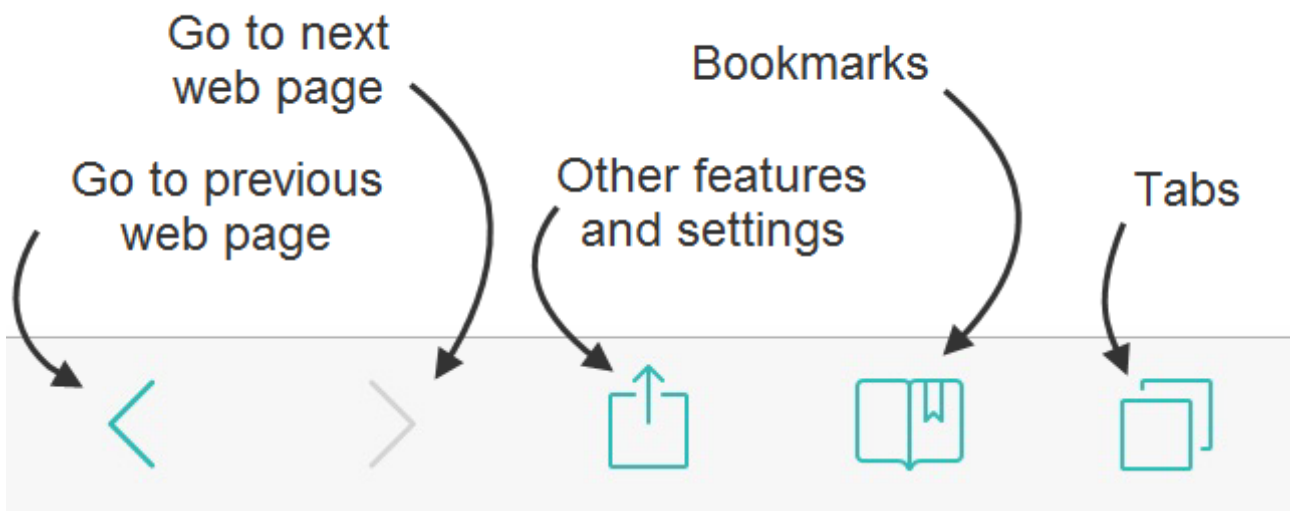 Go to next
web page
Go to previous
web page
Other features
and settings
Bookmarks
Tabs